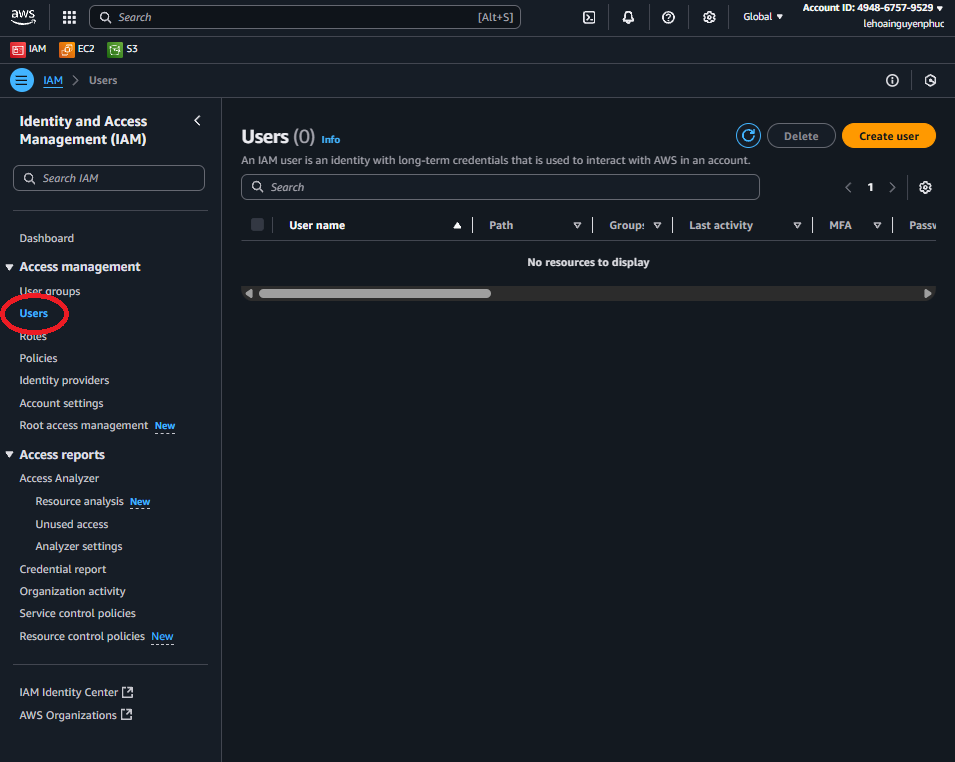 aws
Search [Alt+S]
Global
Account ID: 4948-6757-9529
lehoainguyenphuc
IAM EC2 S3
IAM Users
Identity and Access
Management (IAM)
Search IAM
Dashboard
Access management
User groups
Users
Roles
Policies
Identity providers
Account settings
Root access management New
Access reports
Access Analyzer
Resource analysis New
Unused access
Analyzer settings
Credential report
Organization activity
Service control policies
Resource control policies New
IAM Identity Center
AWS Organizations
Users (0) Info
Delete
Create user
An IAM user is an identity with long-term credentials that is used to interact with AWS in an account.
Search
1
User name Path Groups Last activity MFA Passw
No resources to display